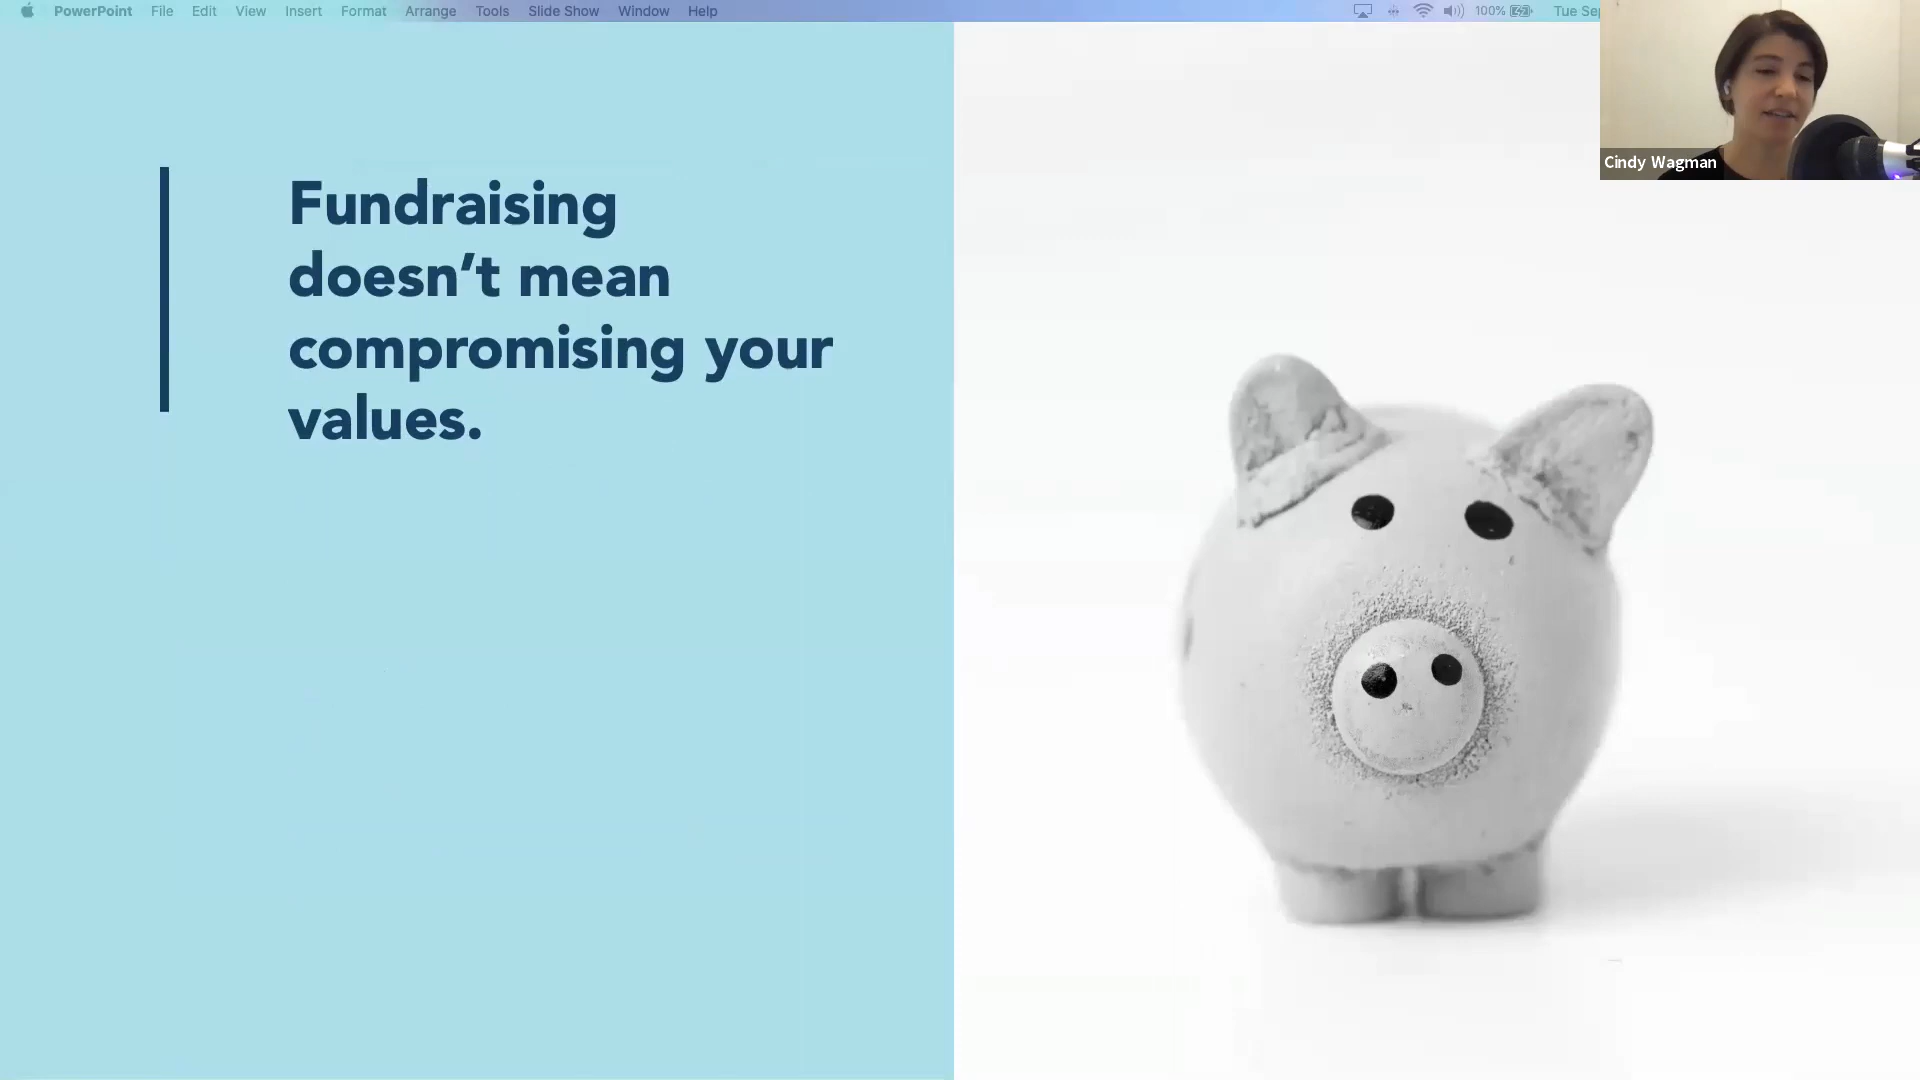 PowerPoint File Edit View Insert Format Arrange Tools Slide Show Window Help 100% Tue Sep
Cindy Wagman
Fundraising
doesn’t mean
compromising your
values.